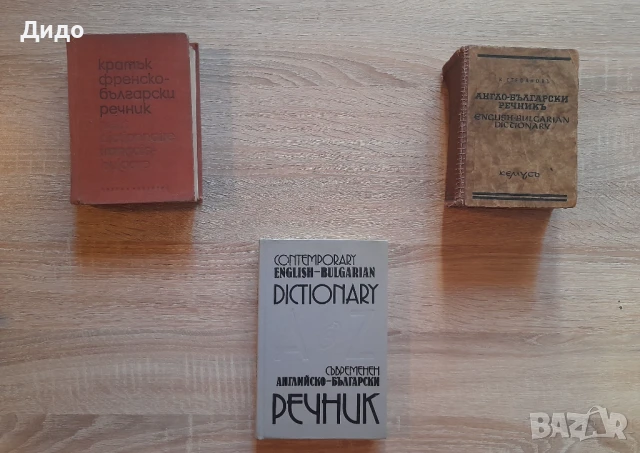 Дидо
кратък
френско-
български
речник
АНГЛО-БЪЛГАРСКИ
РЕЧНИКЪ
ENGLISH-BULGARIAN
DICTIONARY
CONTEMPORARY
ENGLISH-BULGARIAN
DICTIONARY
СЪВРЕМЕНЕН
АНГЛИЙСКО-БЪЛГАРСКИ
РЕЧНИК
BAZAR